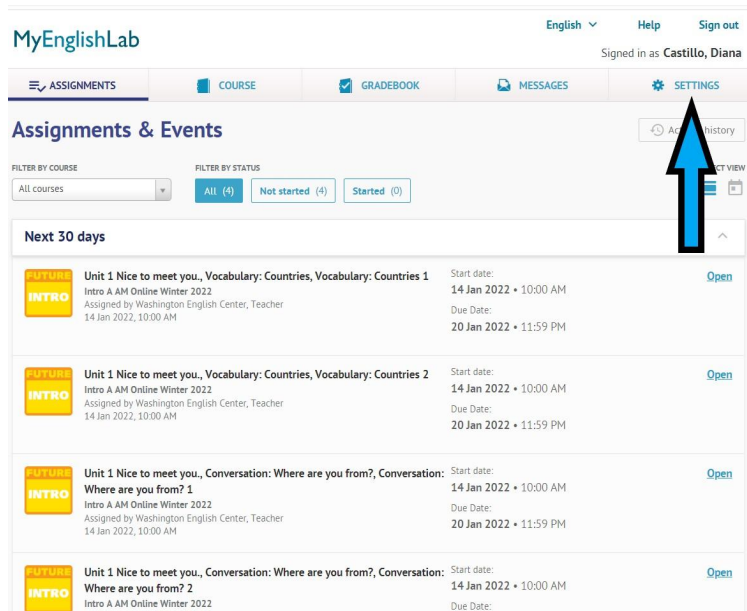 MyEnglishLab
English Help Sign out
Signed in as Castillo, Diana
ASSIGNMENTS COURSE GRADEBOOK MESSAGES SETTINGS
Assignments & Events
history
FILTER BY COURSE FILTER BY STATUS VIEW
All courses All (4) Not started (4) Started (0)
Next 30 days
FUTURE INTRO
Unit 1 Nice to meet you., Vocabulary: Countries, Vocabulary: Countries 1
Intro A AM Online Winter 2022
Assigned by Washington English Center, Teacher
14 Jan 2022, 10:00 AM
Start date:
14 Jan 2022 • 10:00 AM
Due Date:
20 Jan 2022 • 11:59 PM
Open
FUTURE INTRO
Unit 1 Nice to meet you., Vocabulary: Countries, Vocabulary: Countries 2
Intro A AM Online Winter 2022
Assigned by Washington English Center, Teacher
14 Jan 2022, 10:00 AM
Start date:
14 Jan 2022 • 10:00 AM
Due Date:
20 Jan 2022 • 11:59 PM
Open
FUTURE INTRO
Unit 1 Nice to meet you., Conversation: Where are you from?, Conversation:
Where are you from? 1
Intro A AM Online Winter 2022
Assigned by Washington English Center, Teacher
14 Jan 2022, 10:00 AM
Start date:
14 Jan 2022 • 10:00 AM
Due Date:
20 Jan 2022 • 11:59 PM
Open
FUTURE INTRO
Unit 1 Nice to meet you., Conversation: Where are you from?, Conversation:
Where are you from? 2
Intro A AM Online Winter 2022
Start date:
14 Jan 2022 • 10:00 AM
Due Date:
Open